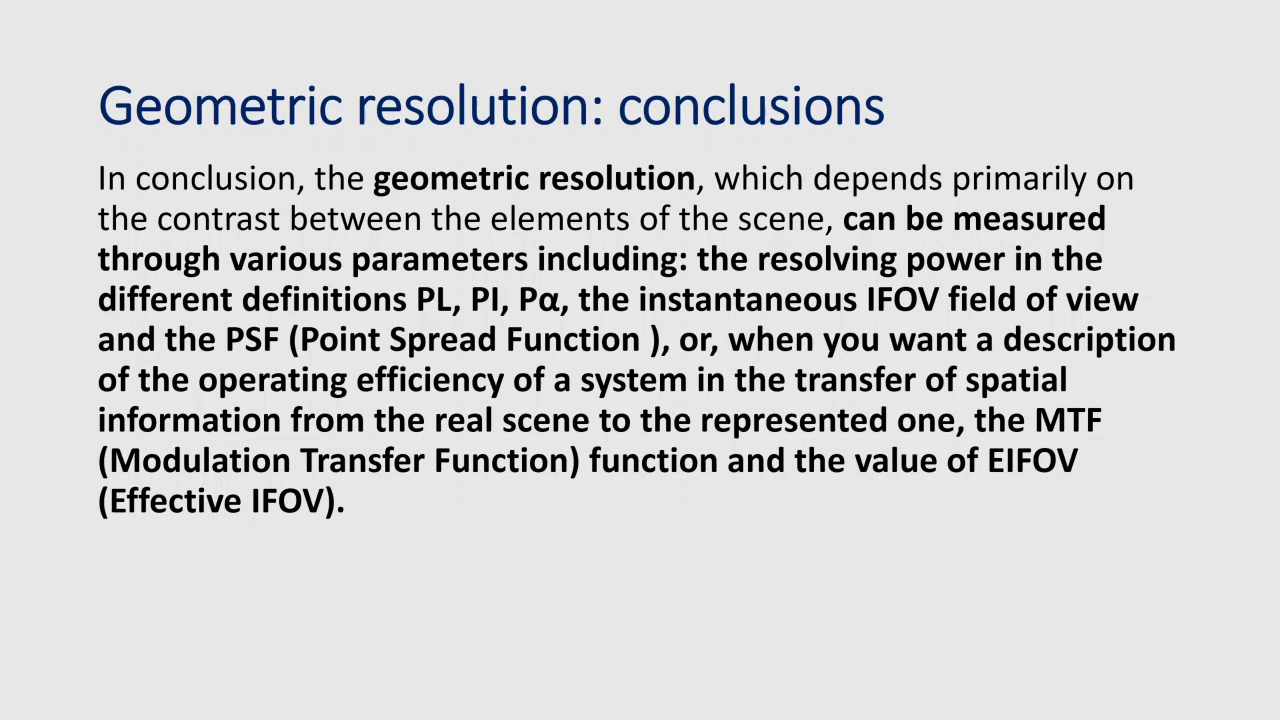 Geometric resolution: conclusions
In conclusion, the geometric resolution, which depends primarily on
the contrast between the elements of the scene, can be measured
through various parameters including: the resolving power in the
different definitions PL, PI, Pα, the instantaneous IFOV field of view
and the PSF (Point Spread Function ), or, when you want a description
of the operating efficiency of a system in the transfer of spatial
information from the real scene to the represented one, the MTF
(Modulation Transfer Function) function and the value of EIFOV
(Effective IFOV).